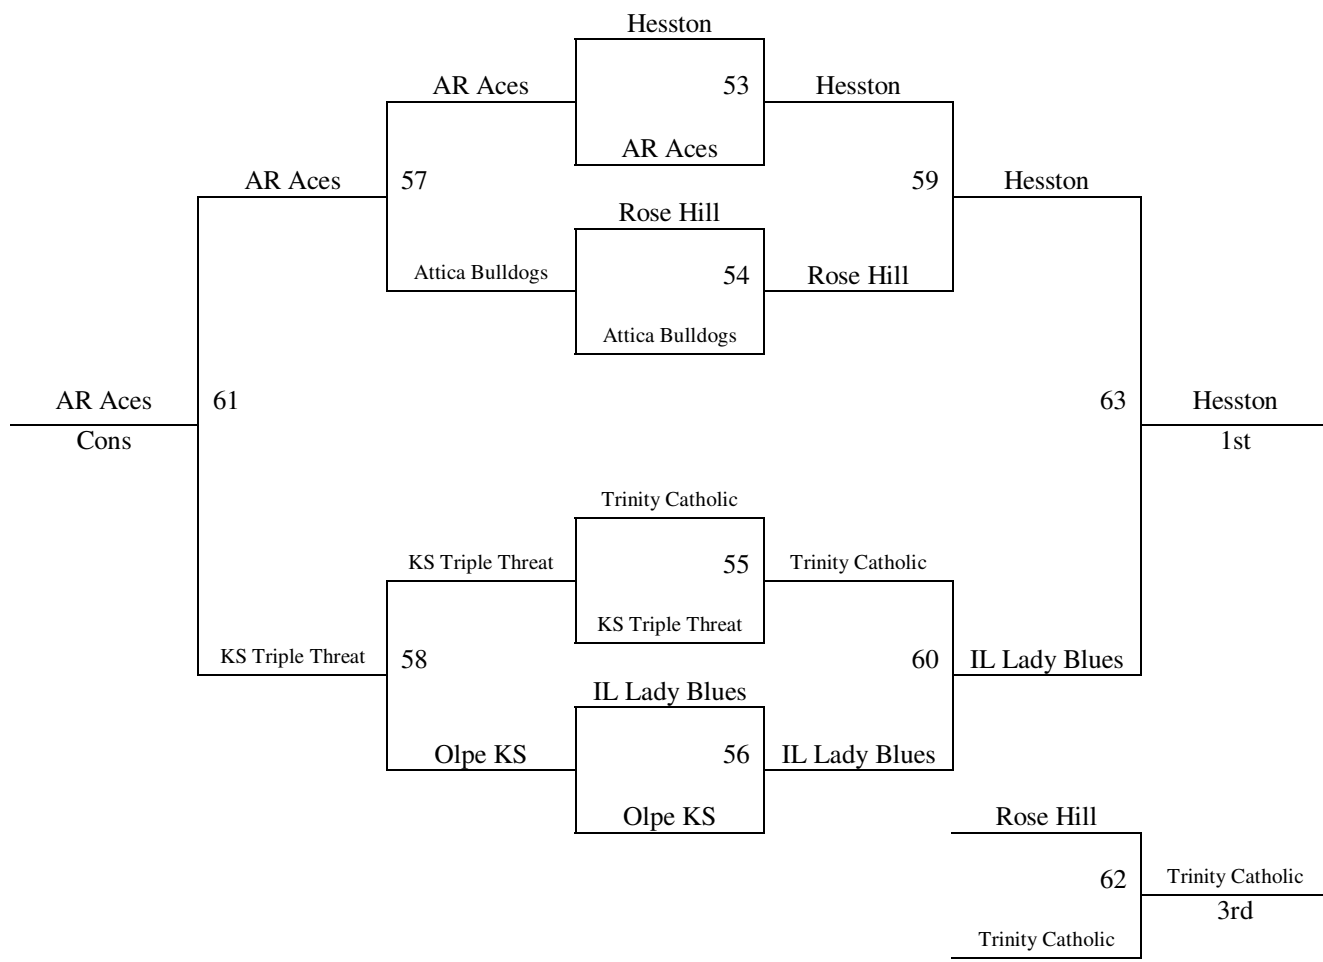 Hesston
AR Aces
53
Hesston
AR Aces
AR Aces
57
59
Hesston
Rose Hill
Attica Bulldogs
54
Rose Hill
Attica Bulldogs
AR Aces
61
63
Hesston
Cons
1st
Trinity Catholic
KS Triple Threat
55
Trinity Catholic
KS Triple Threat
KS Triple Threat
58
60
IL Lady Blues
IL Lady Blues
Olpe KS
56
IL Lady Blues
Olpe KS
Rose Hill
62
Trinity Catholic
3rd
Trinity Catholic